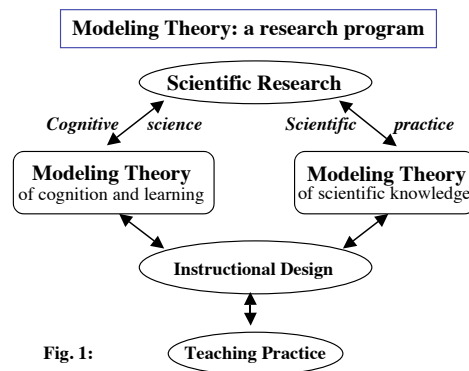 Modeling Theory: a research program
Scientific Research
Cognitive science Scientific practice
Modeling Theory Modeling Theory
of cognition and learning of scientific knowledge
Instructional Design
Fig. 1: Teaching Practice